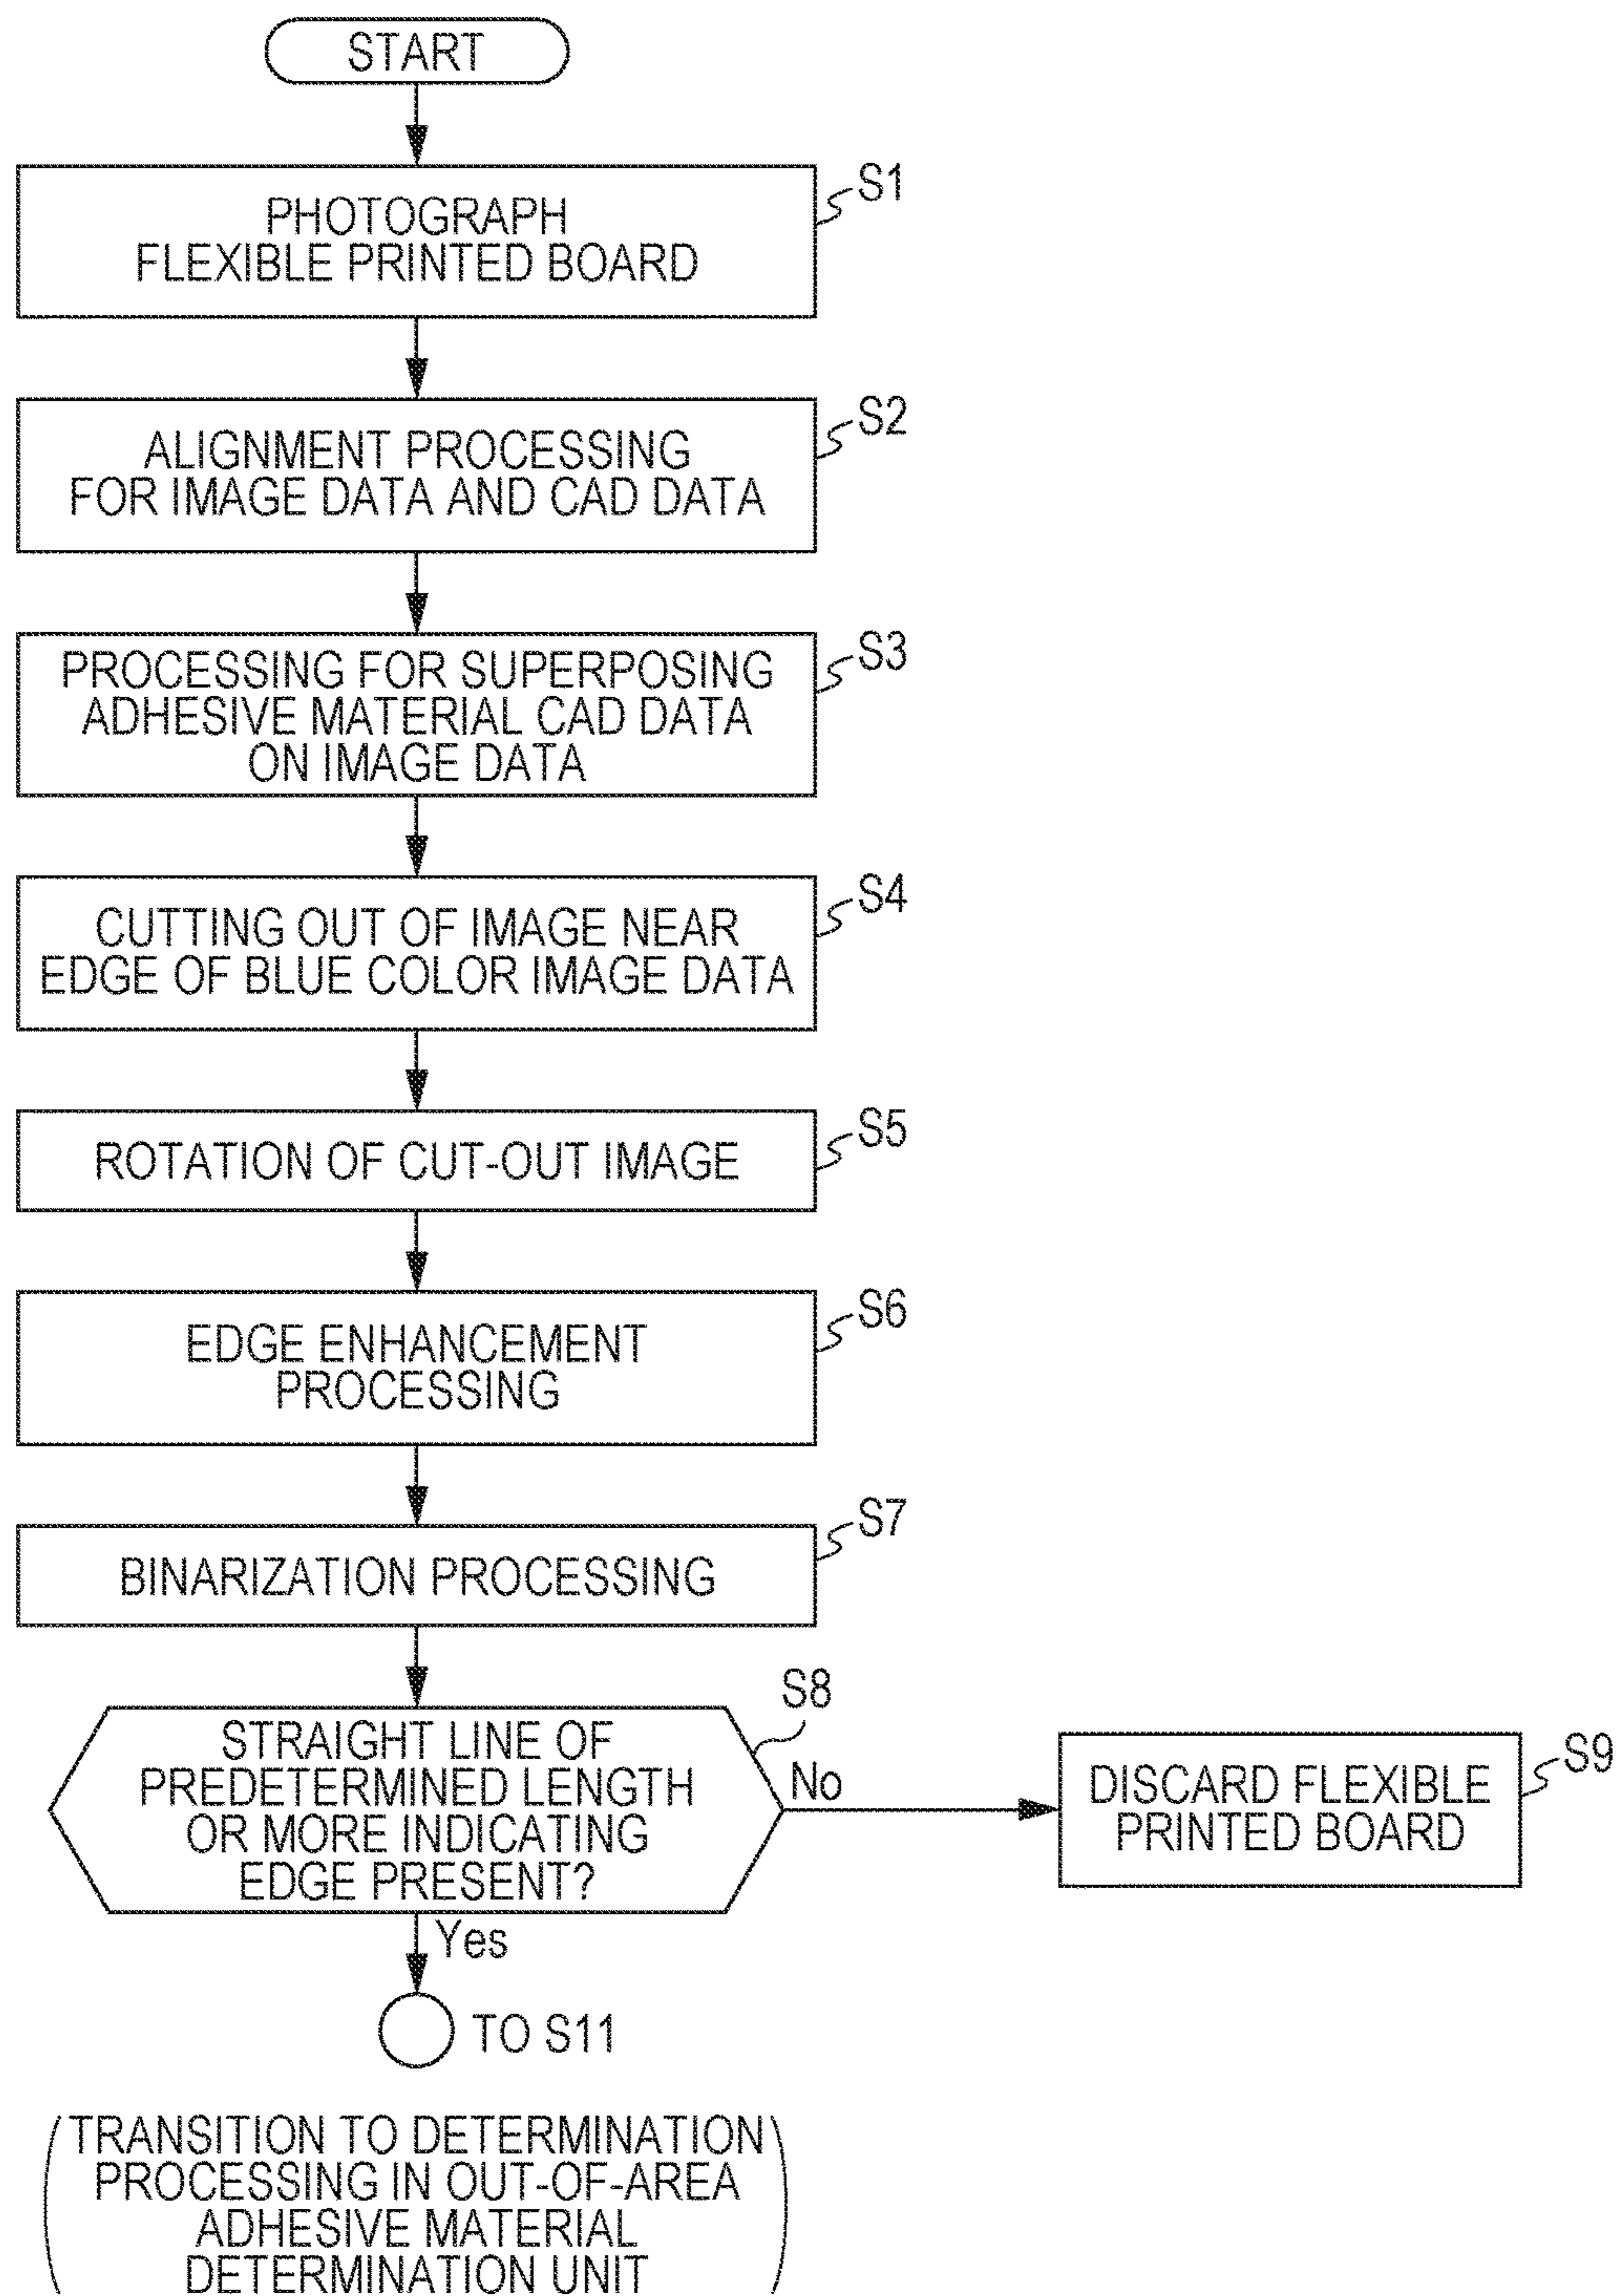 START
S1
PHOTOGRAPH
FLEXIBLE PRINTED BOARD
S2
ALIGNMENT PROCESSING
FOR IMAGE DATA AND CAD DATA
S3
PROCESSING FOR SUPERPOSING
ADHESIVE MATERIAL CAD DATA
ON IMAGE DATA
S4
CUTTING OUT OF IMAGE NEAR
EDGE OF BLUE COLOR IMAGE DATA
S5
ROTATION OF CUT-OUT IMAGE
S6
EDGE ENHANCEMENT
PROCESSING
S7
BINARIZATION PROCESSING
S8
STRAIGHT LINE OF
PREDETERMINED LENGTH
OR MORE INDICATING
EDGE PRESENT?
No
S9
DISCARD FLEXIBLE
PRINTED BOARD
Yes
TO S11
(TRANSITION TO DETERMINATION
PROCESSING IN OUT-OF-AREA
ADHESIVE MATERIAL
DETERMINATION UNIT)